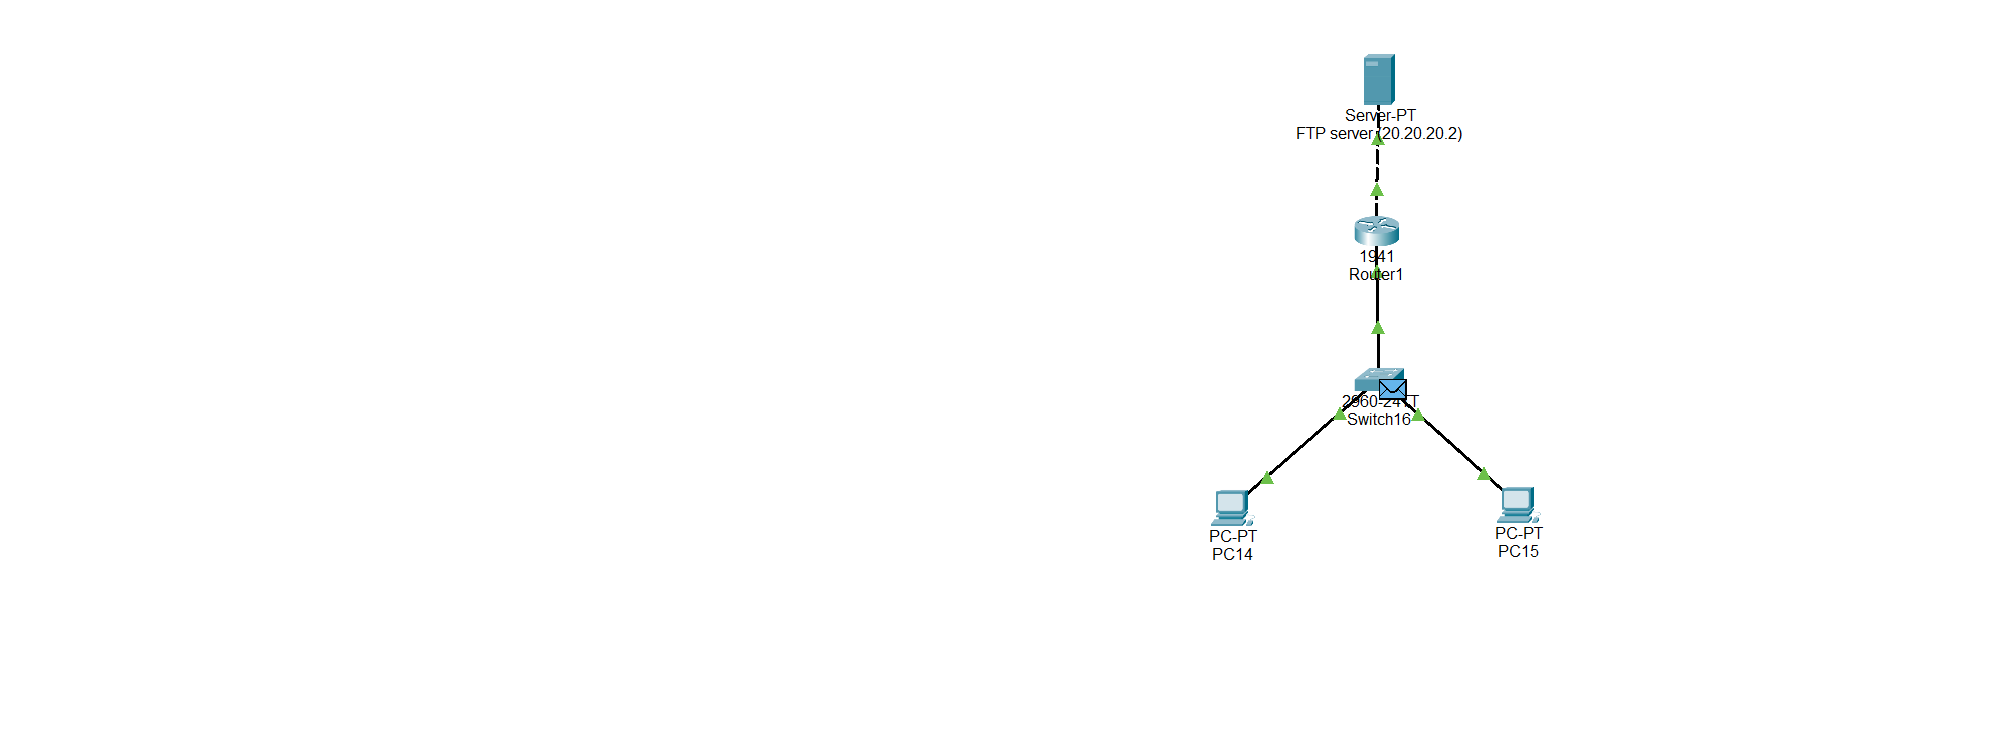 Server-PT
FTP server (20.20.20.2)
1941
Router1
2960-24TT
Switch16
PC-PT
PC14
PC-PT
PC15